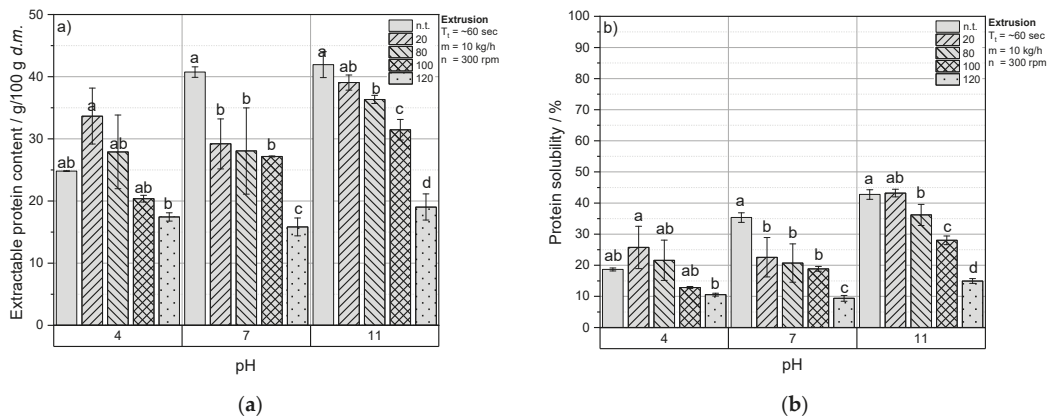 a)
n.t.
20
80
100
120
Extrusion
Tt = ~60 sec
m = 10 kg/h
n = 300 rpm
Extractable protein content / g/100 g d.m.
50
40
30
20
10
0
ab
a
ab
ab
b
a
b
b
b
c
a
ab
b
c
d
4
7
11
pH
(a)
b)
n.t.
20
80
100
120
Extrusion
Tt = ~60 sec
m = 10 kg/h
n = 300 rpm
Protein solubility / %
100
90
80
70
60
50
40
30
20
10
0
ab
a
ab
ab
b
a
b
b
b
c
a
ab
b
c
d
4
7
11
pH
(b)